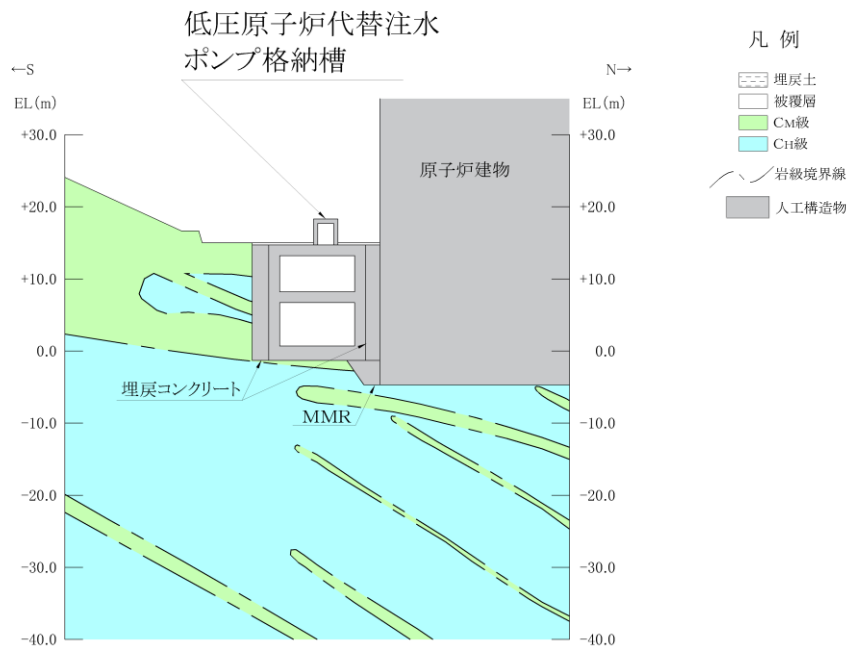 低圧原子炉代替注水
ポンプ格納槽
←S
N→
EL(m)
EL(m)
+30.0
+20.0
+10.0
0.0
-10.0
-20.0
-30.0
-40.0
+30.0
+20.0
+10.0
0.0
-10.0
-20.0
-30.0
-40.0
原子炉建物
埋戻コンクリート
MMR
凡 例
埋戻土
被覆層
CM級
CH級
岩級境界線
人工構造物